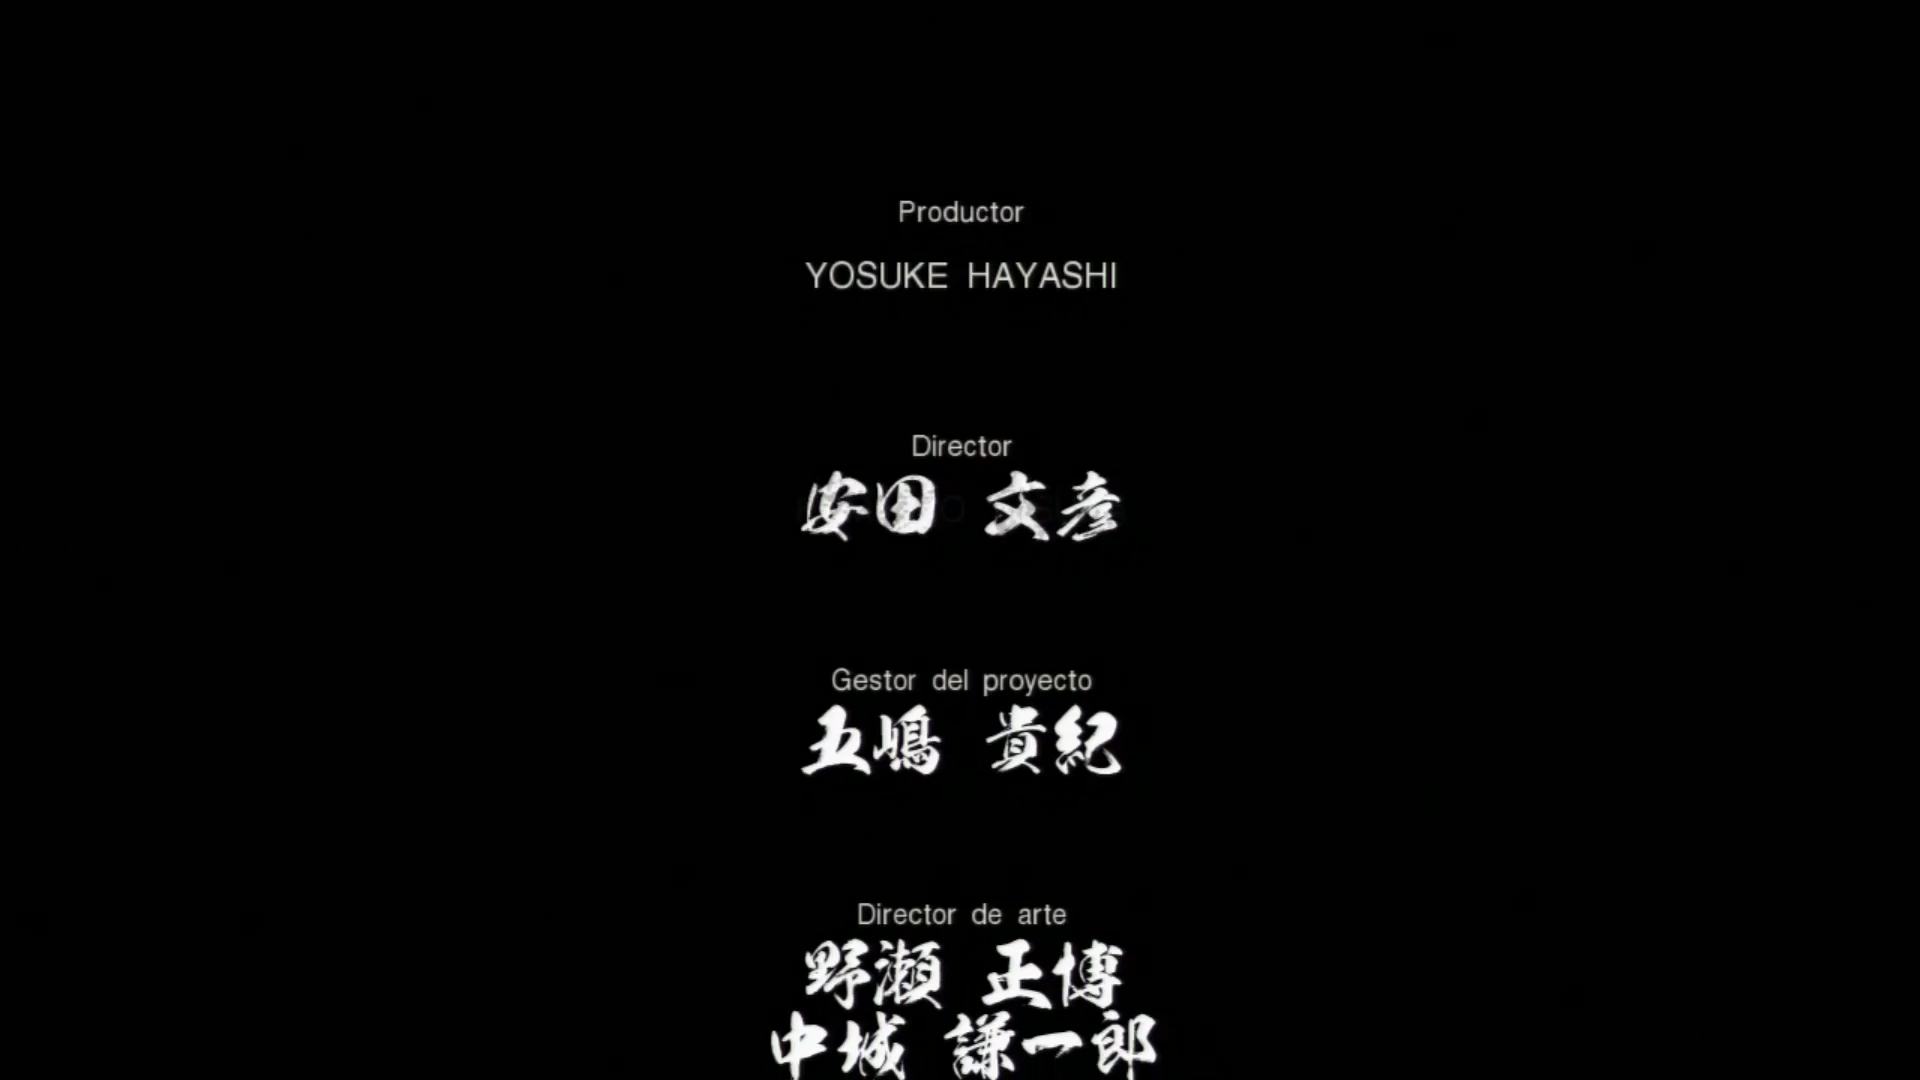 Productor
YOSUKE HAYASHI
Director
安田 文彦
Gestor del proyecto
五嶋 貴紀
Director de arte
野瀬 正博
中城 謙一郎